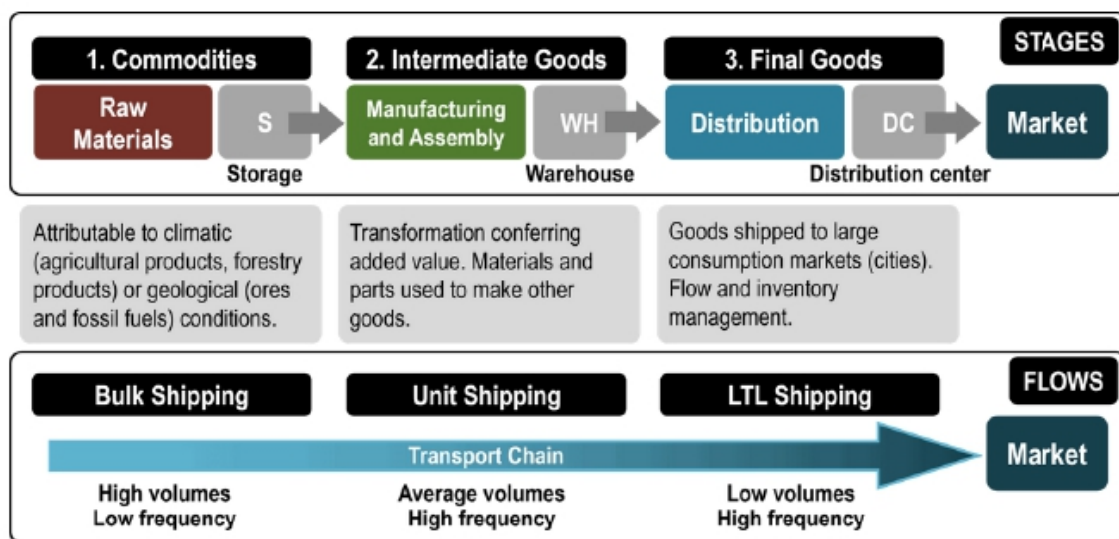 STAGES
1. Commodities
2. Intermediate Goods
3. Final Goods
Raw
Materials
S
Manufacturing
and Assembly
WH
Distribution
DC
Market
Storage
Warehouse
Distribution center
Attributable to climatic
(agricultural products, forestry
products) or geological (ores
and fossil fuels) conditions.
Transformation conferring
added value. Materials and
parts used to make other
goods.
Goods shipped to large
consumption markets (cities).
Flow and inventory
management.
FLOWS
Bulk Shipping
Unit Shipping
LTL Shipping
Transport Chain
Market
High volumes
Low frequency
Average volumes
High frequency
Low volumes
High frequency